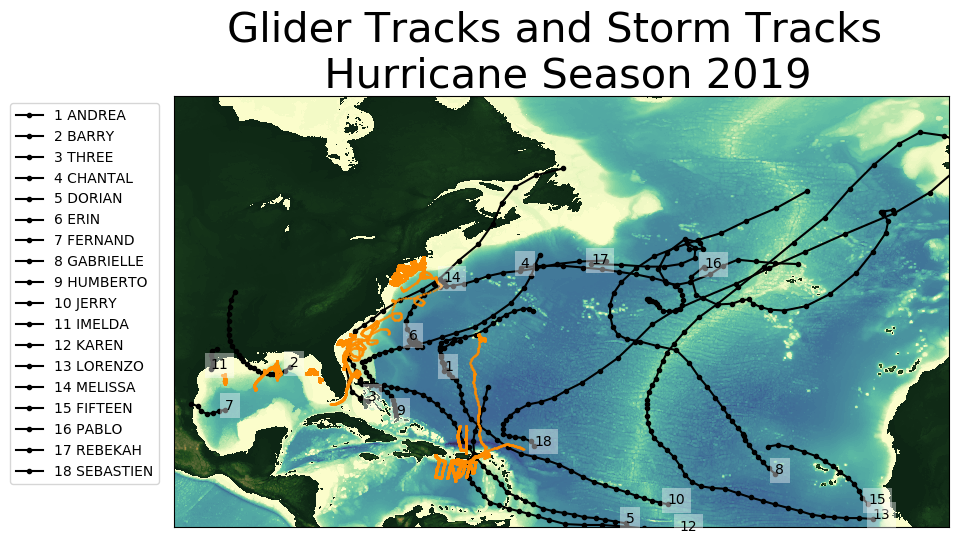 Glider Tracks and Storm Tracks
Hurricane Season 2019
1 ANDREA
2 BARRY
3 THREE
4 CHANTAL
5 DORIAN
6 ERIN
7 FERNAND
8 GABRIELLE
9 HUMBERTO
10 JERRY
11 IMELDA
12 KAREN
13 LORENZO
14 MELISSA
15 FIFTEEN
16 PABLO
17 REBEKAH
18 SEBASTIEN
17
4
16
14
6
11
2
1
3
7
9
18
8
10
15
5
13
12